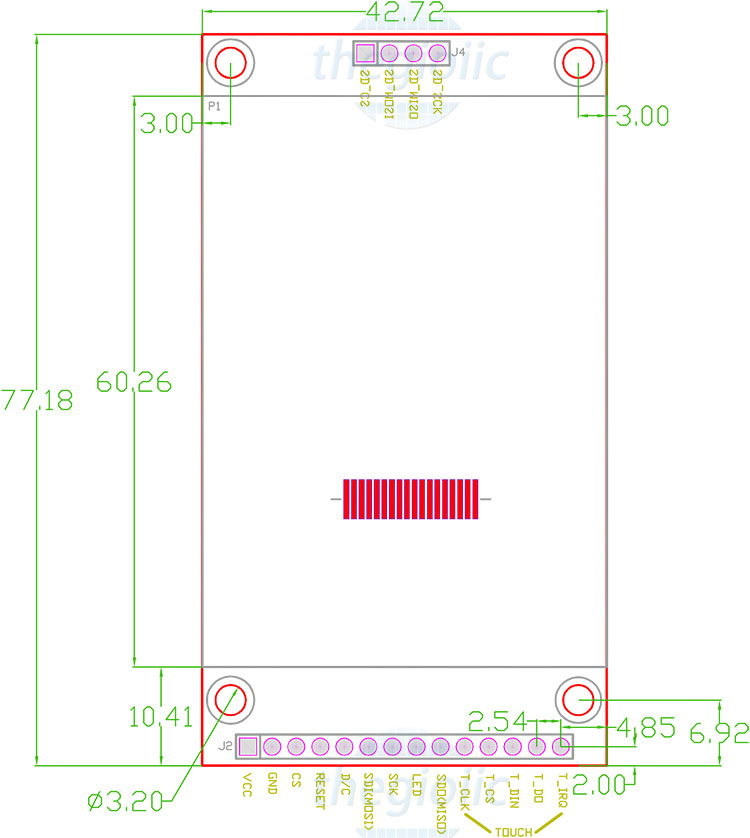 42.72
thegioiic
J4
SD_CS
SD_MOSI
SD_MISO
SD_SCK
P1
3.00
3.00
60.26
77.18
10.41
2.54
4.85
6.92
J2
2.00
VCC
GND
CS
RESET
D/C
SDI(MOSI)
SCK
LED
SDO(MISO)
T_CLK
T_CS
T_DIN
T_DO
T_IRQ
thegioiic
ø3.20
TOUCH